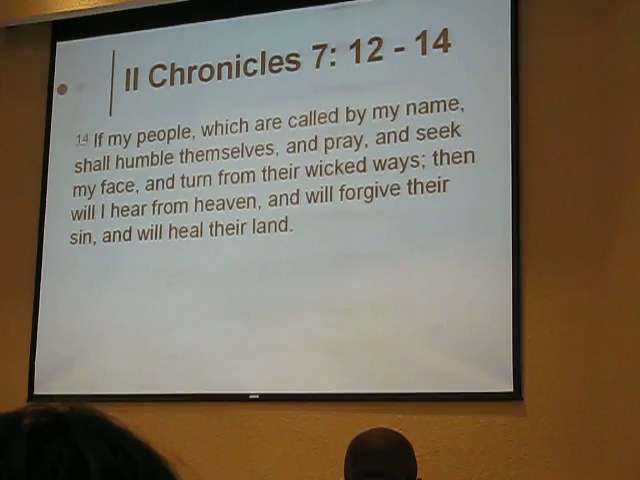 II Chronicles 7: 12 - 14
14 If my people, which are called by my name,
shall humble themselves, and pray, and seek
my face, and turn from their wicked ways; then
will I hear from heaven, and will forgive their
sin, and will heal their land.